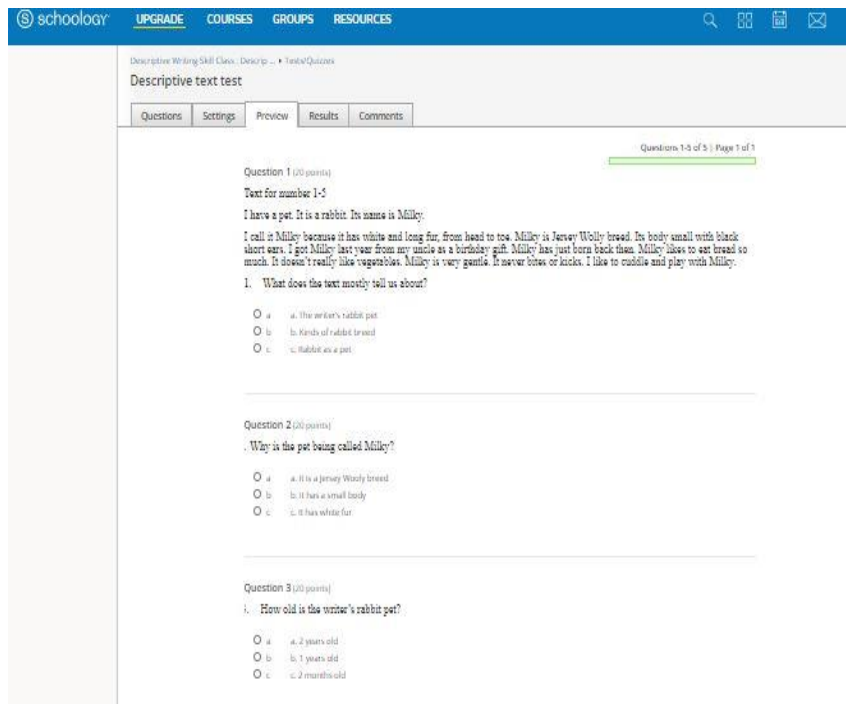 schoology UPGRADE COURSES GROUPS RESOURCES
Descriptive Writing Skill Class : Descrip ... ▸ Tests/Quizzes
Descriptive text test
Questions Settings Preview Results Comments
Questions 1-5 of 5 | Page 1 of 1
Question 1 (20 points)
Text for number 1-5
I have a pet. It is a rabbit. Its name is Milky.
I call it Milky because it has white and long fur, from head to toe. Milky is Jersey Wolly breed. Its body small with black
short ears. I got Milky last year from my uncle as a birthday gift. Milky has just born back then. Milky likes to eat bread so
much. It doesn't really like vegetables. Milky is very gentle. It never bites or kicks. I like to cuddle and play with Milky.
1. What does the text mostly tell us about?
a a. The writer's rabbit pet
b b. Kinds of rabbit breed
c c. Rabbit as a pet
Question 2 (20 points)
. Why is the pet being called Milky?
a a. It is a Jersey Wooly breed
b b. It has a small body
c c. It has white fur
Question 3 (20 points)
. How old is the writer's rabbit pet?
a a. 2 years old
b b. 1 years old
c c. 2 months old